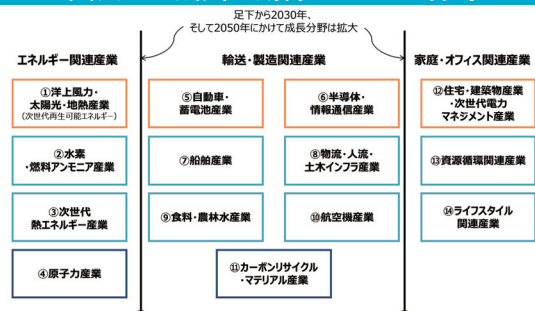 足下から2030年、
そして2050年にかけて成長分野は拡大
エネルギー関連産業
輸送・製造関連産業
家庭・オフィス関連産業
①洋上風力・
太陽光・地熱産業
(次世代再生可能エネルギー)
⑤自動車・
蓄電池産業
⑥半導体・
情報通信産業
⑫住宅・建築物産業
・次世代電力
マネジメント産業
②水素
・燃料アンモニア産業
⑦船舶産業
⑧物流・人流・
土木インフラ産業
⑬資源循環関連産業
③次世代
熱エネルギー産業
⑨食料・農林水産業
⑩航空機産業
⑭ライフスタイル
関連産業
④原子力産業
⑪カーボンリサイクル
・マテリアル産業